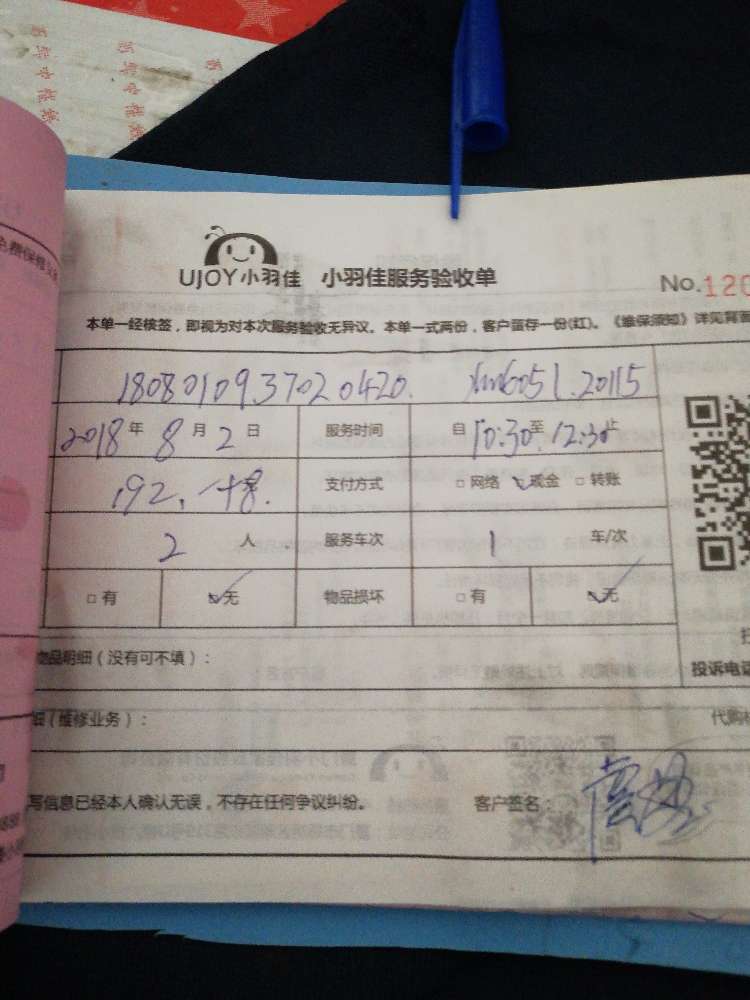 UJOY小羽佳 小羽佳服务验收单
No.120
本单一经核签，即视为对本次服务验收无异议。本单一式两份，客户留存一份(红)。《维保须知》详见背面
18080109.37020420. xm6051.20115
2018年8月2日 服务时间 自10:30至12:30止
192. -48. 支付方式 □网络 ✓现金 □转账
2人 服务车次 1 车/次
□有 ✓无 物品损坏 □有 ✓无
物品明细（没有可不填）：
投诉电话
细（维修业务）： 代购
写信息已经本人确认无误，不存在任何争议纠纷。 客户签名：